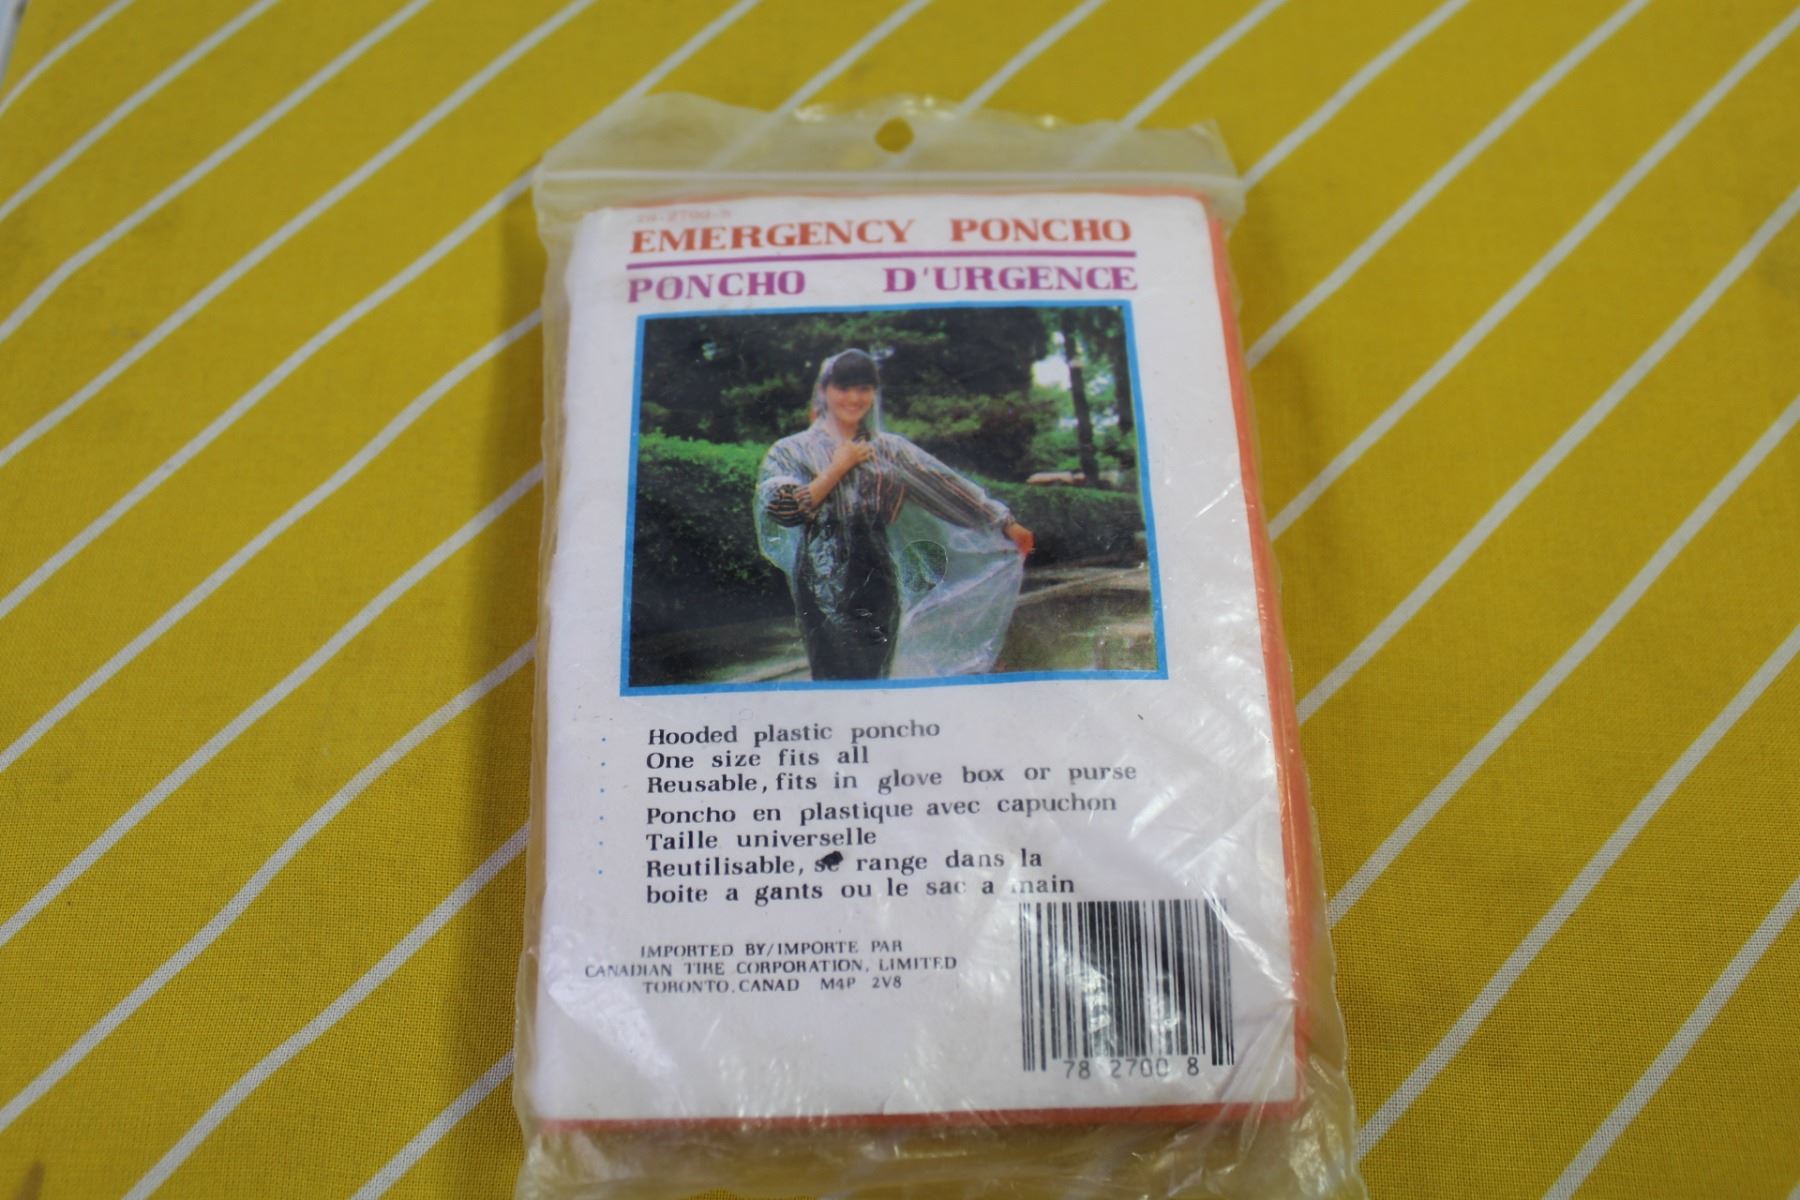 EMERGENCY PONCHO
PONCHO D'URGENCE
Hooded plastic poncho
One size fits all
Reusable, fits in glove box or purse
Poncho en plastique avec capuchon
Taille universelle
Reutilisable, se range dans la
boite a gants ou le sac a main
IMPORTED BY/IMPORTE PAR
CANADIAN TIRE CORPORATION, LIMITED
TORONTO, CANAD M4P 2V8
78 2700 8